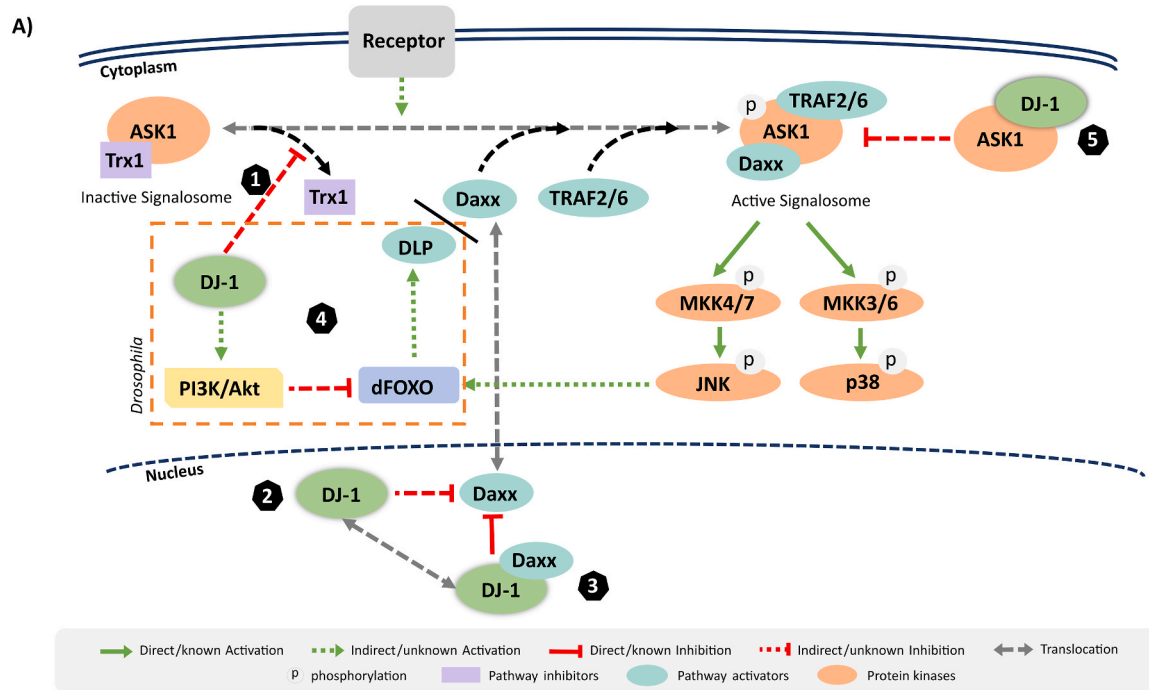 A)
Receptor
Cytoplasm
ASK1
Trx1
Inactive Signalosome
1
Trx1
Daxx
TRAF2/6
p
TRAF2/6
ASK1
Daxx
Active Signalosome
DJ-1
ASK1
5
DLP
DJ-1
4
PI3K/Akt
dFOXO
Drosophila
p
MKK4/7
p
MKK3/6
p
JNK
p
p38
Nucleus
2
DJ-1
Daxx
Daxx
DJ-1
3
Direct/known Activation
Indirect/unknown Activation
Direct/known Inhibition
Indirect/unknown Inhibition
Translocation
p phosphorylation
Pathway inhibitors
Pathway activators
Protein kinases